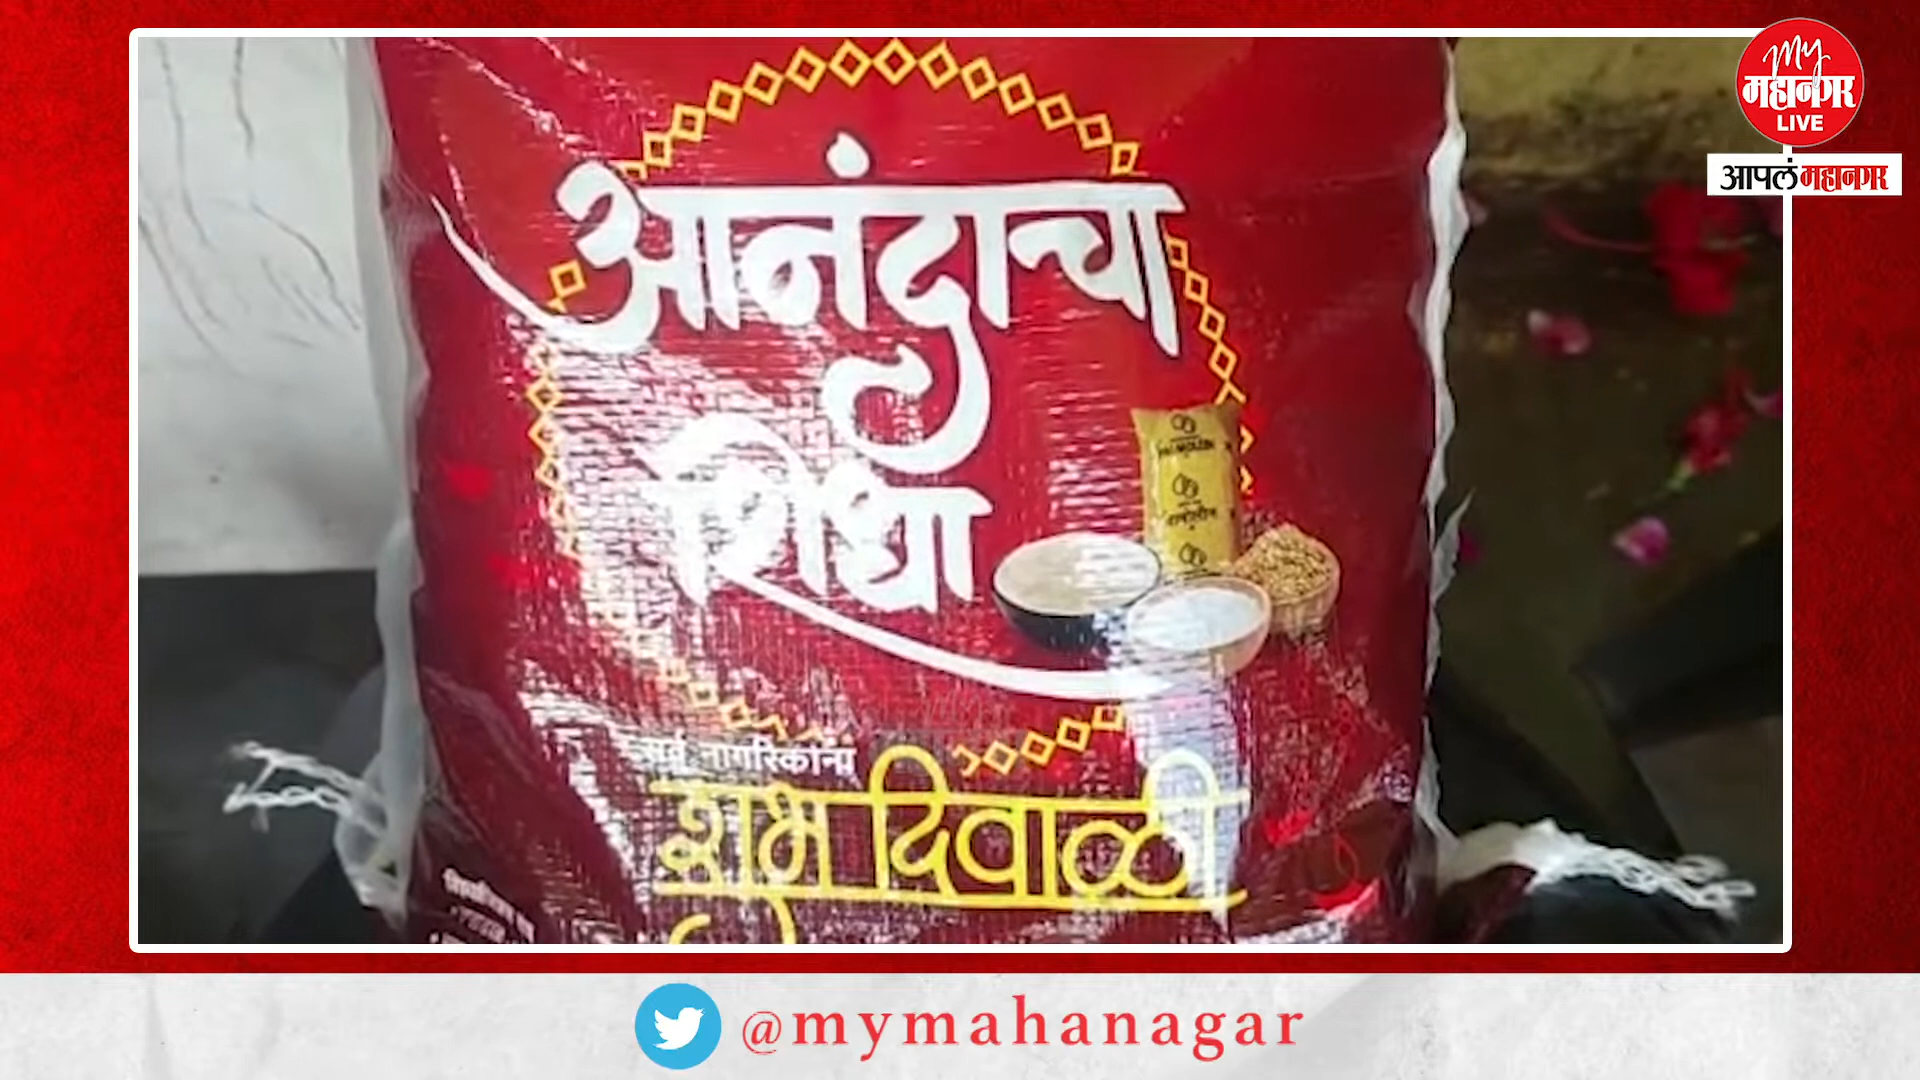 My
महानगर
LIVE
आपलं महानगर
आनंदाचा
शिधा
सर्व नागरिकांना
शुभ दिवाळी
@mymahanagar